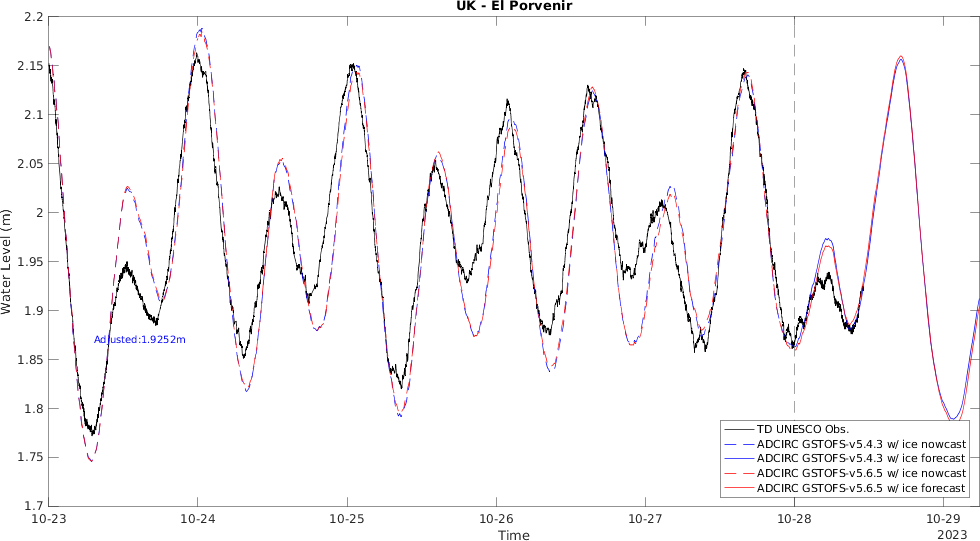 UK - El Porvenir
2.2
2.15
2.1
2.05
2
1.95
1.9
1.85
1.8
1.75
1.7
Water Level (m)
Adjusted:1.9252m
TD UNESCO Obs.
ADCIRC GSTOFS-v5.4.3 w/ ice nowcast
ADCIRC GSTOFS-v5.4.3 w/ ice forecast
ADCIRC GSTOFS-v5.6.5 w/ ice nowcast
ADCIRC GSTOFS-v5.6.5 w/ ice forecast
10-23 10-24 10-25 10-26 10-27 10-28 10-29
Time
2023